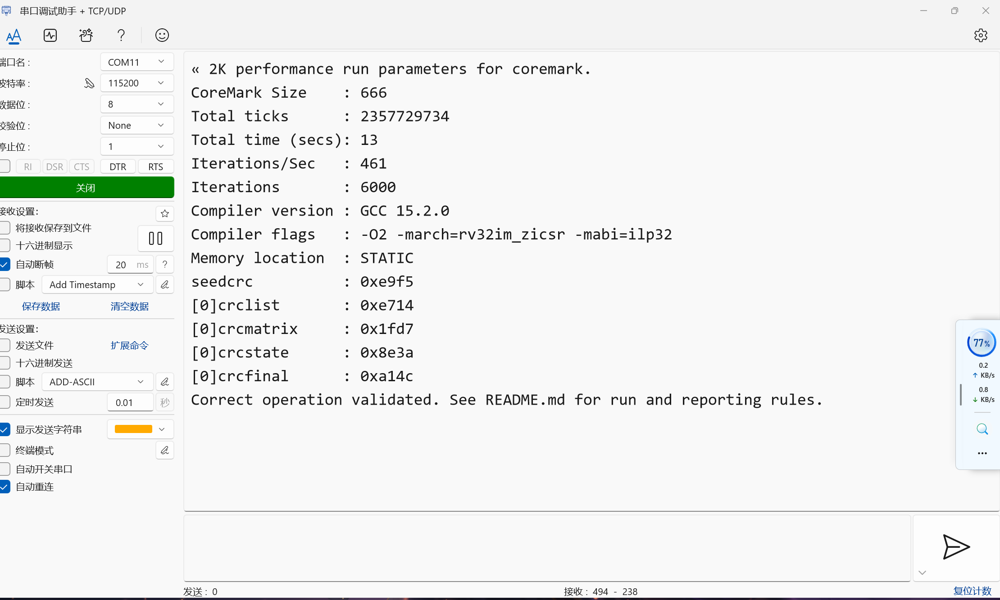 串口调试助手 + TCP/UDP
端口名 :
COM11
波特率 :
115200
数据位 :
8
校验位 :
None
停止位 :
1
RI
DSR
CTS
DTR
RTS
关闭
接收设置:
将接收保存到文件
十六进制显示
自动断帧
20 ms
?
脚本
Add Timestamp
保存数据
清空数据
发送设置:
发送文件
扩展命令
十六进制发送
脚本
ADD-ASCII
定时发送
0.01
秒
显示发送字符串
终端模式
自动开关串口
自动重连
« 2K performance run parameters for coremark.
CoreMark Size    : 666
Total ticks      : 2357729734
Total time (secs): 13
Iterations/Sec   : 461
Iterations       : 6000
Compiler version : GCC 15.2.0
Compiler flags   : -O2 -march=rv32im_zicsr -mabi=ilp32
Memory location  : STATIC
seedcrc          : 0xe9f5
[0]crclist       : 0xe714
[0]crcmatrix     : 0x1fd7
[0]crcstate      : 0x8e3a
[0]crcfinal      : 0xa14c
Correct operation validated. See README.md for run and reporting rules.
77%
0.2
↑ KB/s
0.8
↓ KB/s
发送 : 0
接收 : 494 - 238
复位计数